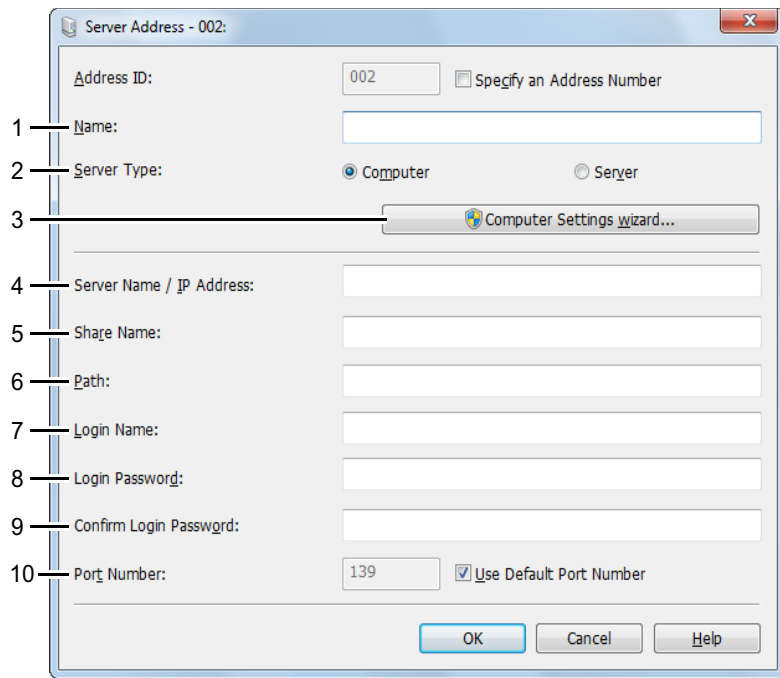 Server Address - 002:
Address ID: 002 Specify an Address Number
1 Name:
2 Server Type: Computer Server
3 Computer Settings wizard...
4 Server Name / IP Address:
5 Share Name:
6 Path:
7 Login Name:
8 Login Password:
9 Confirm Login Password:
10 Port Number: 139 Use Default Port Number
OK Cancel Help